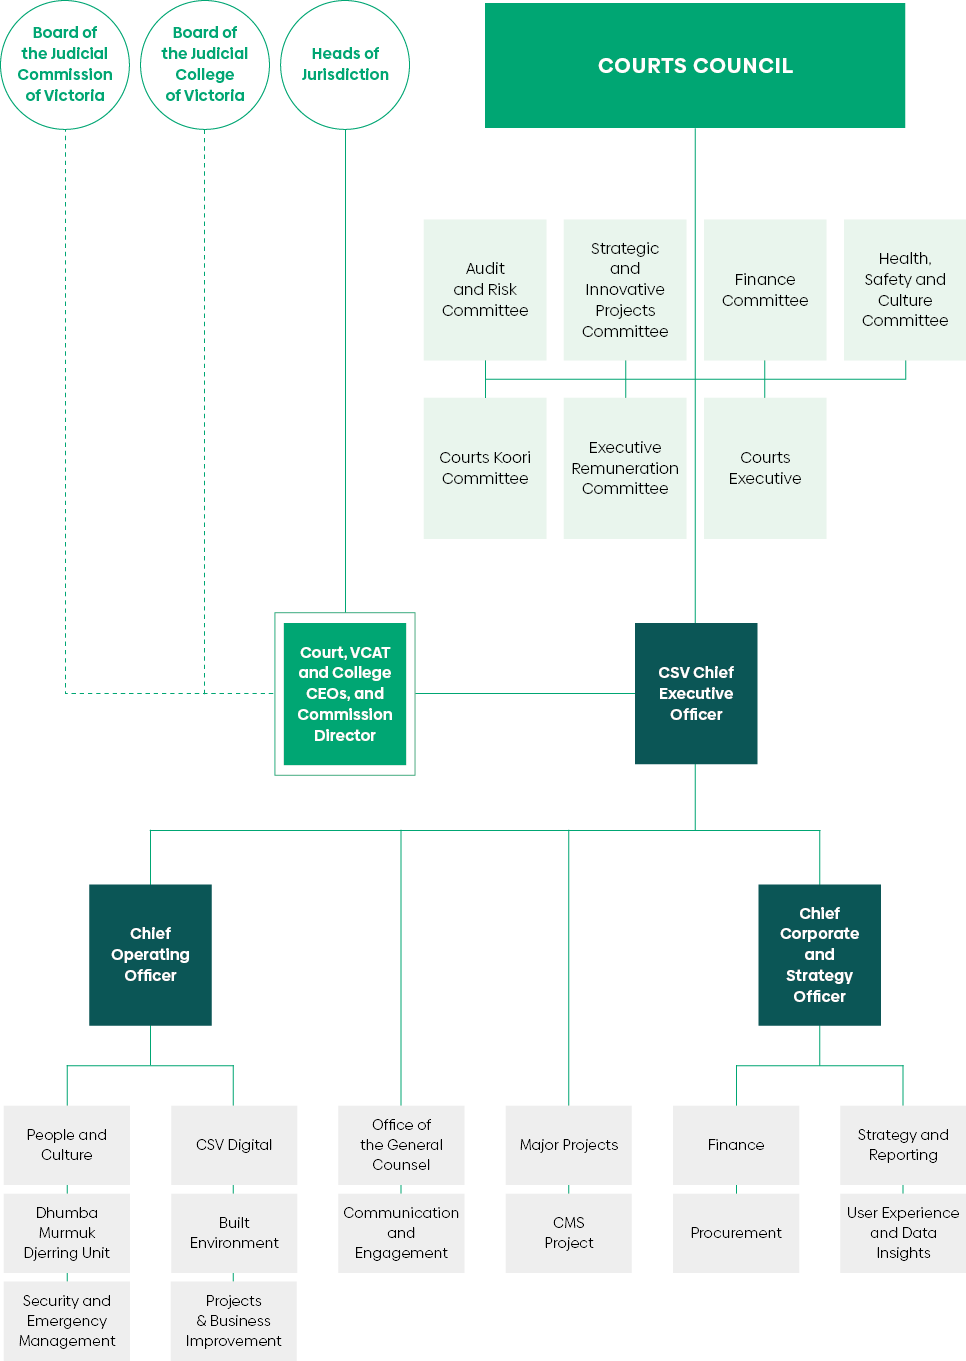 Board of
the Judicial
Commission
of Victoria
Board of
the Judicial
College
of Victoria
Heads of
Jurisdiction
COURTS COUNCIL
Audit
and Risk
Committee
Strategic
and
Innovative
Projects
Committee
Finance
Committee
Health,
Safety and
Culture
Committee
Courts Koori
Committee
Executive
Remuneration
Committee
Courts
Executive
Court, VCAT
and College
CEOs, and
Commission
Director
CSV Chief
Executive
Officer
Chief
Operating
Officer
Chief
Corporate
and
Strategy
Officer
People and
Culture
CSV Digital
Office of
the General
Counsel
Major Projects
Finance
Strategy and
Reporting
Dhumba
Murmuk
Djerring Unit
Built
Environment
Communication
and
Engagement
CMS
Project
Procurement
User Experience
and Data
Insights
Security and
Emergency
Management
Projects
& Business
Improvement